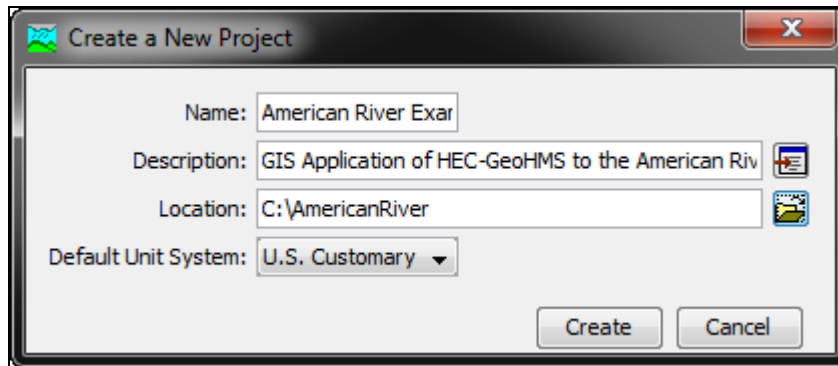 Create a New Project
Name: American River Exar
Description: GIS Application of HEC-GeoHMS to the American Riv
Location: C:\AmericanRiver
Default Unit System: U.S. Customary
Create Cancel